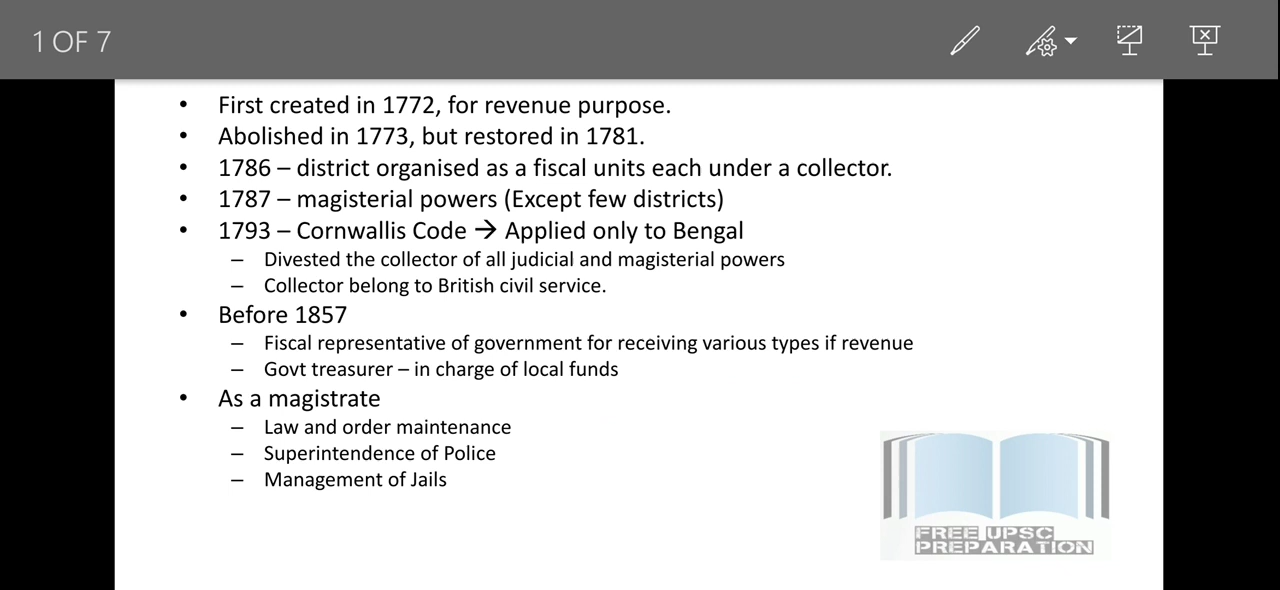 1 OF 7
• First created in 1772, for revenue purpose.
• Abolished in 1773, but restored in 1781.
• 1786 – district organised as a fiscal units each under a collector.
• 1787 – magisterial powers (Except few districts)
• 1793 – Cornwallis Code → Applied only to Bengal
– Divested the collector of all judicial and magisterial powers
– Collector belong to British civil service.
• Before 1857
– Fiscal representative of government for receiving various types if revenue
– Govt treasurer – in charge of local funds
• As a magistrate
– Law and order maintenance
– Superintendence of Police
– Management of Jails
FREE UPSC
PREPARATION